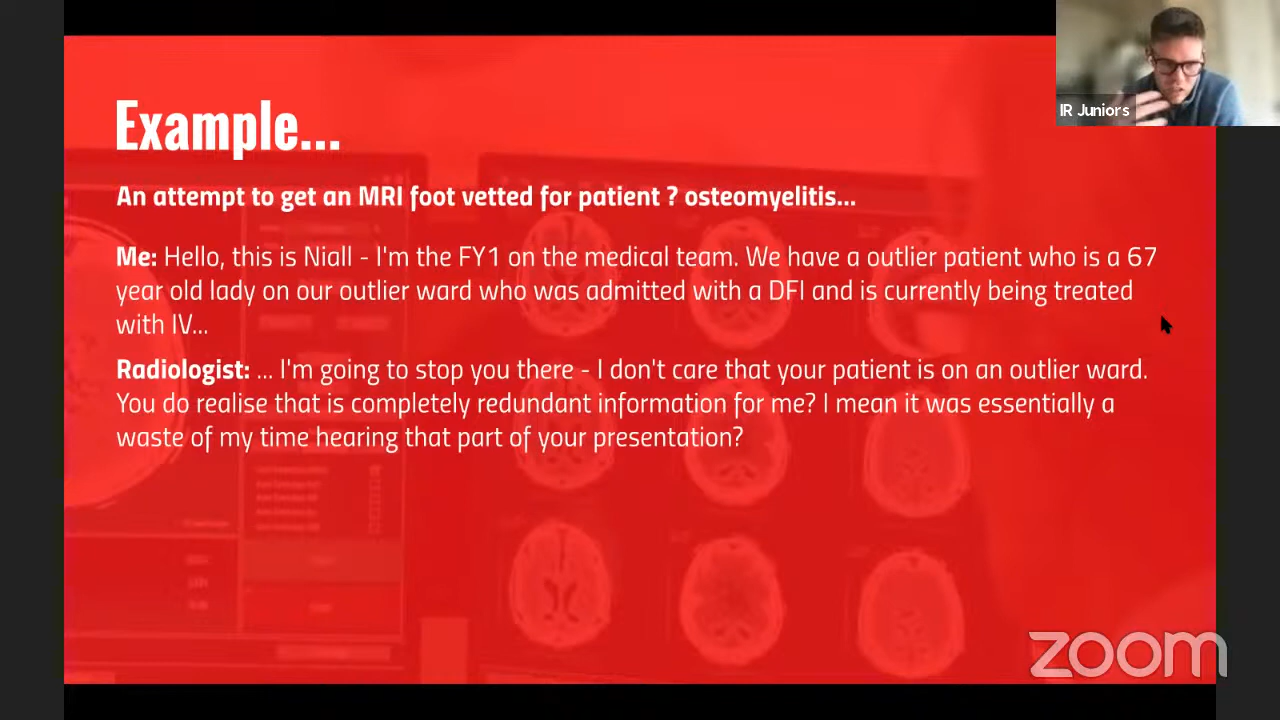 IR Juniors
Example...
An attempt to get an MRI foot vetted for patient ? osteomyelitis...
Me: Hello, this is Niall - I'm the FY1 on the medical team. We have a outlier patient who is a 67
year old lady on our outlier ward who was admitted with a DFI and is currently being treated
with IV...
Radiologist: ... I'm going to stop you there - I don't care that your patient is on an outlier ward.
You do realise that is completely redundant information for me? I mean it was essentially a
waste of my time hearing that part of your presentation?
zoom